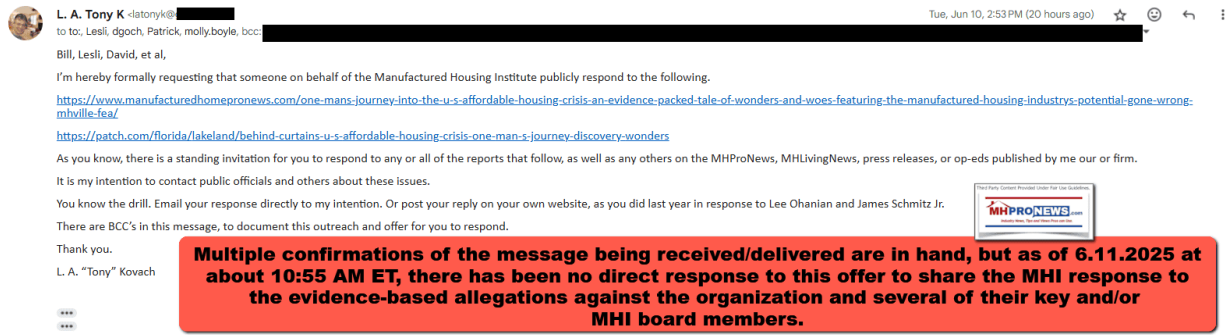 L. A. Tony K <latonyk@
Tue, Jun 10, 2:53 PM (20 hours ago)
to to:, Lesli, dgoch, Patrick, molly.boyle, bcc:
Bill, Lesli, David, et al,
I'm hereby formally requesting that someone on behalf of the Manufactured Housing Institute publicly respond to the following.
https://www.manufacturedhomepronews.com/one-mans-journey-into-the-u-s-affordable-housing-crisis-an-evidence-packed-tale-of-wonders-and-woes-featuring-the-manufactured-housing-industrys-potential-gone-wrong-
mhville-fea/
https://patch.com/florida/lakeland/behind-curtains-u-s-affordable-housing-crisis-one-man-s-journey-discovery-wonders
As you know, there is a standing invitation for you to respond to any or all of the reports that follow, as well as any others on the MHProNews, MHLivingNews, press releases, or op-eds published by me our or firm.
It is my intention to contact public officials and others about these issues.
You know the drill. Email your response directly to my intention. Or post your reply on your own website, as you did last year in response to Lee Ohanian and James Schmitz Jr.
There are BCC's in this message, to document this outreach and offer for you to respond.
Thank you.
L. A. "Tony" Kovach
Third Party Content Provided Under Fair Use Guidelines.
MHPRONEWS.com
Industry News, Tips and Views Pros can Use.
Multiple confirmations of the message being received/delivered are in hand, but as of 6.11.2025 at
about 10:55 AM ET, there has been no direct response to this offer to share the MHI response to
the evidence-based allegations against the organization and several of their key and/or
MHI board members.